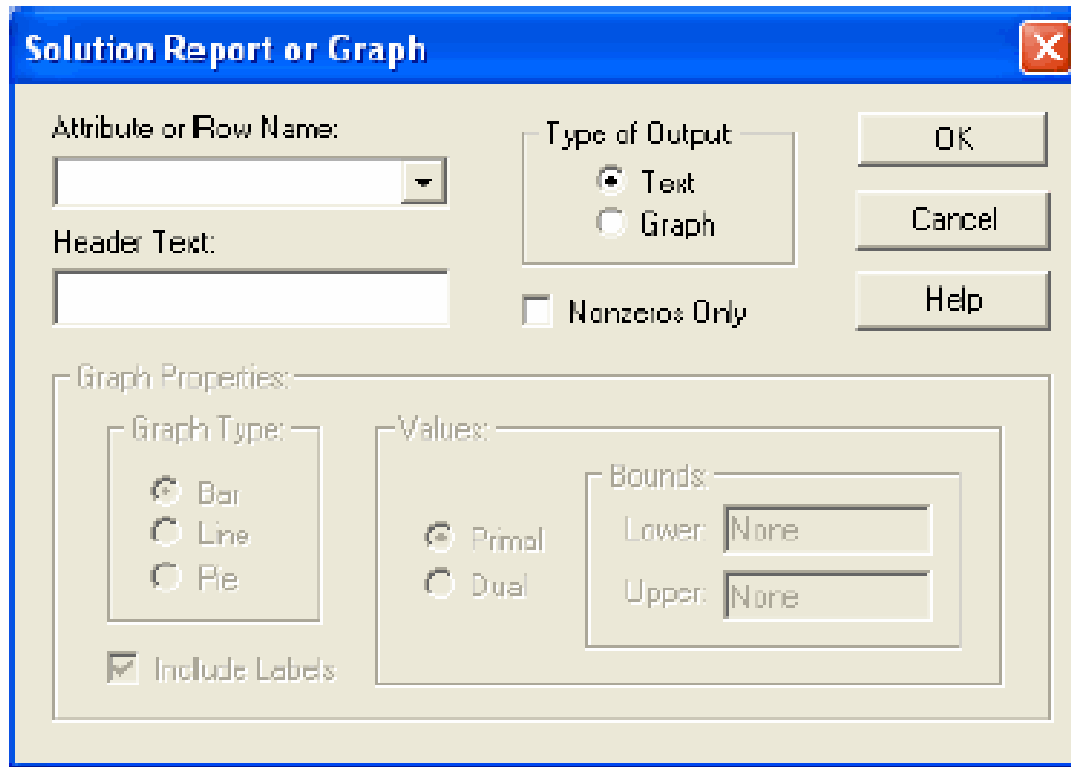 Solution Report or Graph
Attribute or Row Name:
Header Text:
Type of Output
Text
Graph
Nonzeros Only
OK
Cancel
Help
Graph Properties:
Graph Type:
Bar
Line
Pie
Include Labels
Values:
Primal
Dual
Bounds:
Lower: None
Upper: None